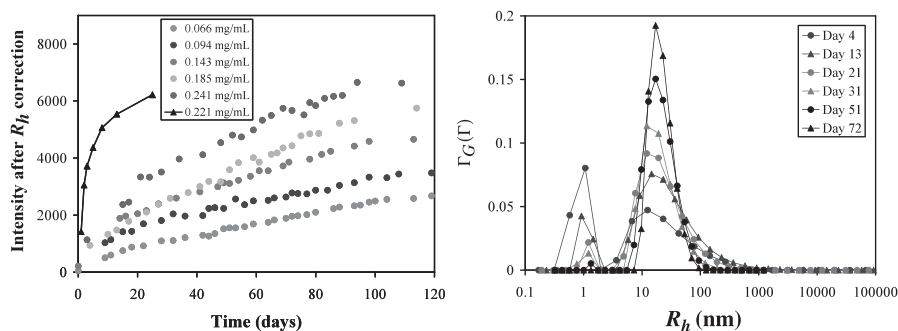 10000
8000
6000
4000
2000
0
Intensity after Rh correction
0.066 mg/mL
0.094 mg/mL
0.143 mg/mL
0.185 mg/mL
0.241 mg/mL
0.221 mg/mL
0 20 40 60 80 100 120
Time (days)
0.2
0.15
0.1
0.05
0
ΓG(Γ)
Day 4
Day 13
Day 21
Day 31
Day 51
Day 72
0.1 1 10 100 1000 10000 100000
Rh (nm)